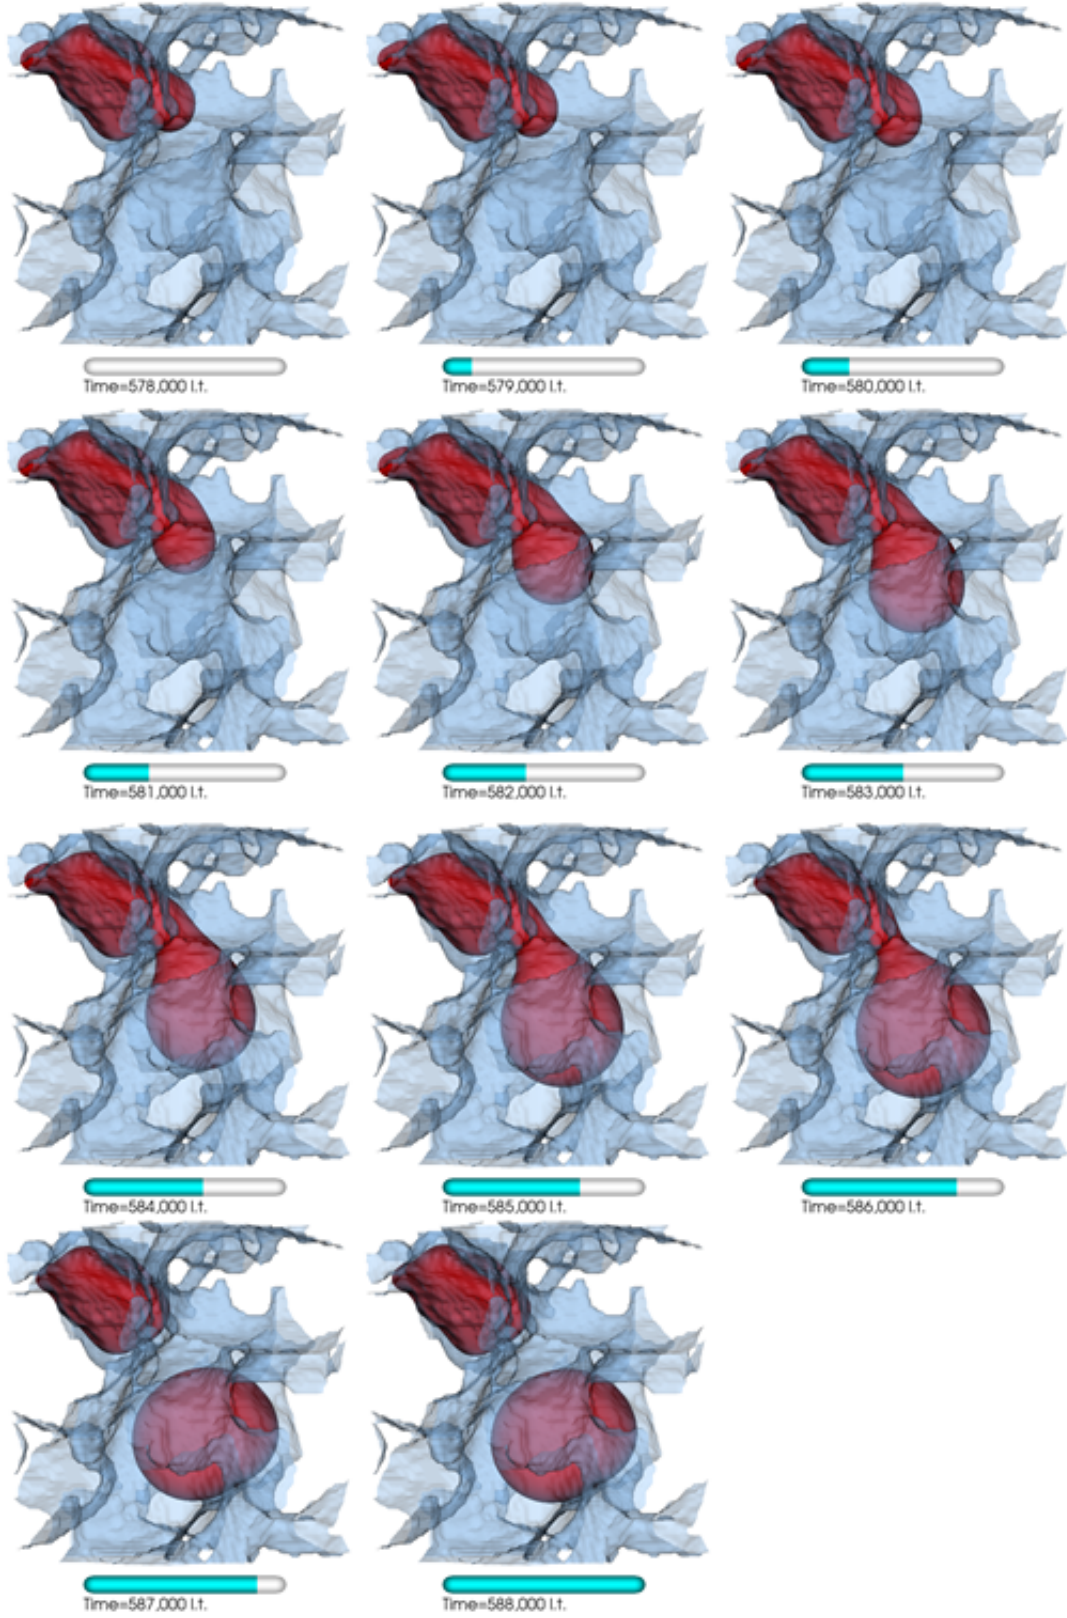 Time=578,000 l.t.
Time=579,000 l.t.
Time=580,000 l.t.
Time=581,000 l.t.
Time=582,000 l.t.
Time=583,000 l.t.
Time=584,000 l.t.
Time=585,000 l.t.
Time=586,000 l.t.
Time=587,000 l.t.
Time=588,000 l.t.